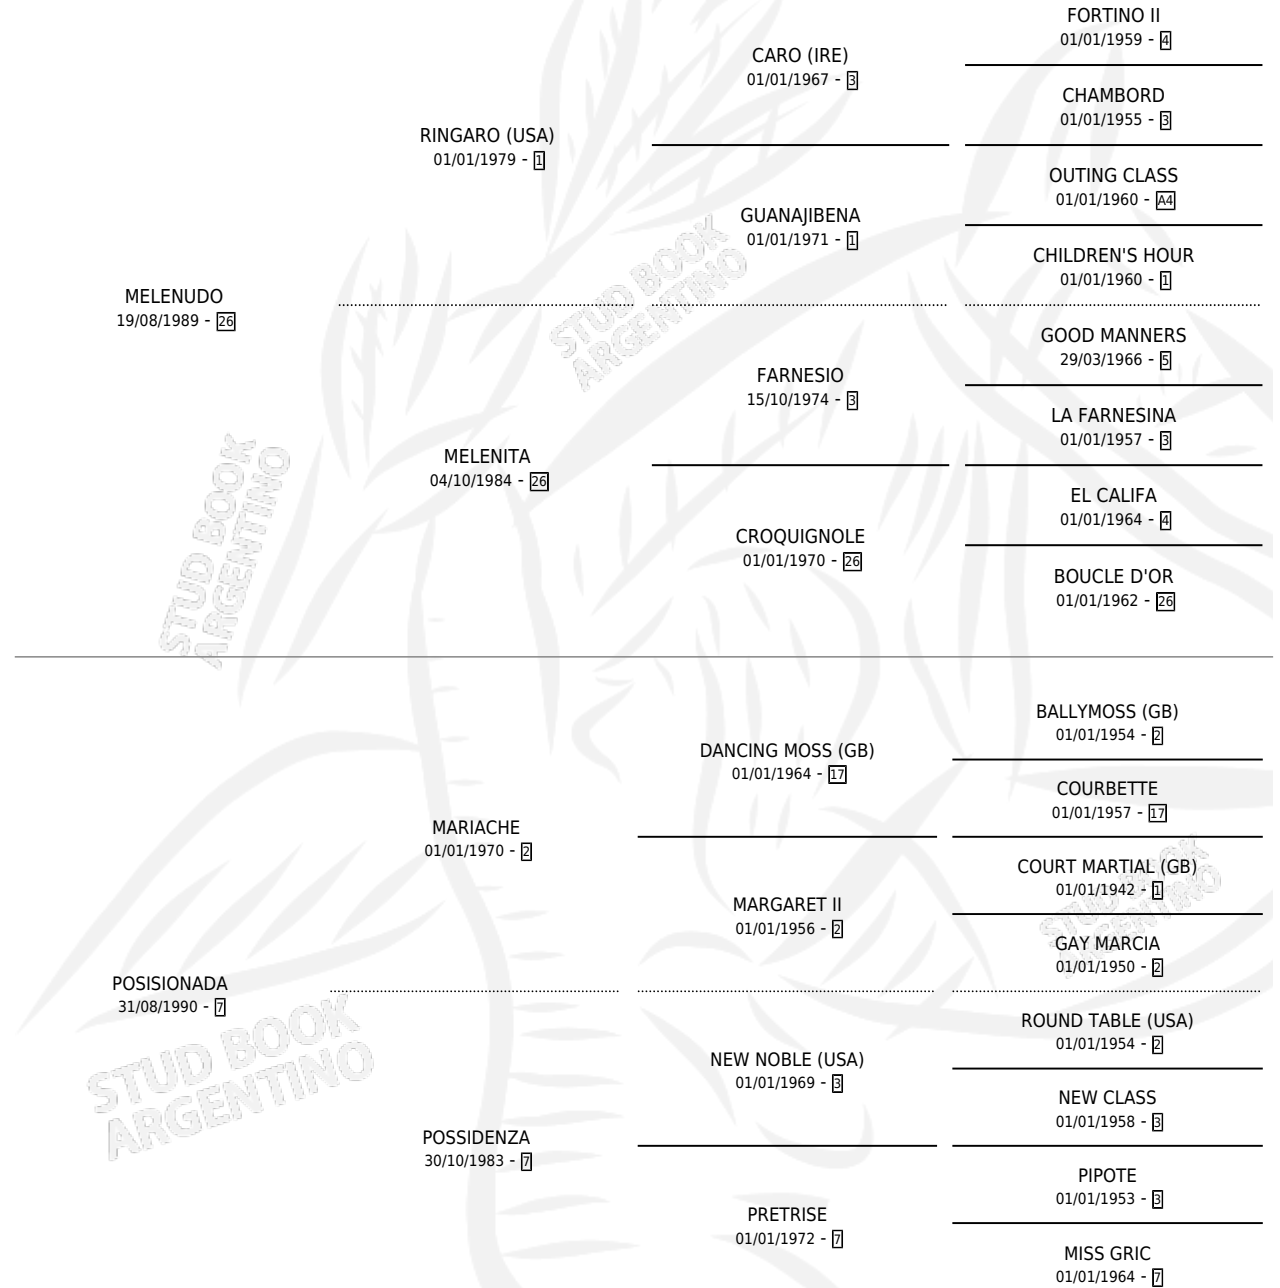 FORTINO II
01/01/1959 - 4
CARO (IRE)
01/01/1967 - 3
CHAMBORD
01/01/1955 - 3
RINGARO (USA)
01/01/1979 - 1
OUTING CLASS
01/01/1960 - A4
GUANAJIBENA
01/01/1971 - 1
CHILDREN'S HOUR
01/01/1960 - 1
MELENUDO
19/08/1989 - 26
STUD BOOK
ARGENTINO
GOOD MANNERS
29/03/1966 - 5
FARNESIO
15/10/1974 - 3
LA FARNESINA
01/01/1957 - 3
MELENITA
04/10/1984 - 26
EL CALIFA
01/01/1964 - 4
CROQUIGNOLE
01/01/1970 - 26
BOUCLE D'OR
01/01/1962 - 26
STUD BOOK
ARGENTINO
BALLYMOSS (GB)
01/01/1954 - 2
DANCING MOSS (GB)
01/01/1964 - 17
COURBETTE
01/01/1957 - 17
MARIACHE
01/01/1970 - 2
COURT MARTIAL (GB)
01/01/1942 - 1
MARGARET II
01/01/1956 - 2
STUD BOOK
ARGENTINO
GAY MARCIA
01/01/1950 - 2
POSISIONADA
31/08/1990 - 7
ROUND TABLE (USA)
01/01/1954 - 2
NEW NOBLE (USA)
01/01/1969 - 3
STUD BOOK
ARGENTINO
NEW CLASS
01/01/1958 - 3
POSSIDENZA
30/10/1983 - 7
PIPOTE
01/01/1953 - 3
PRETRISE
01/01/1972 - 7
MISS GRIC
01/01/1964 - 7